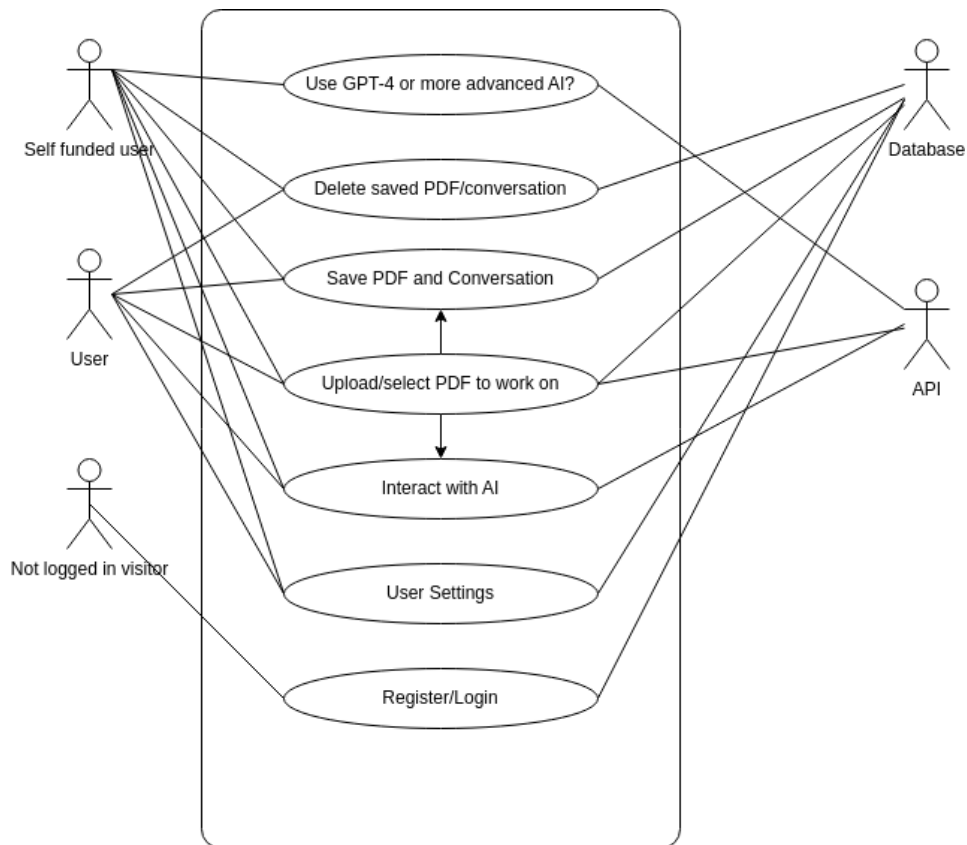 Use GPT-4 or more advanced AI?
Self funded user
Database
Delete saved PDF/conversation
Save PDF and Conversation
User
Upload/select PDF to work on
API
Interact with AI
Not logged in visitor
User Settings
Register/Login